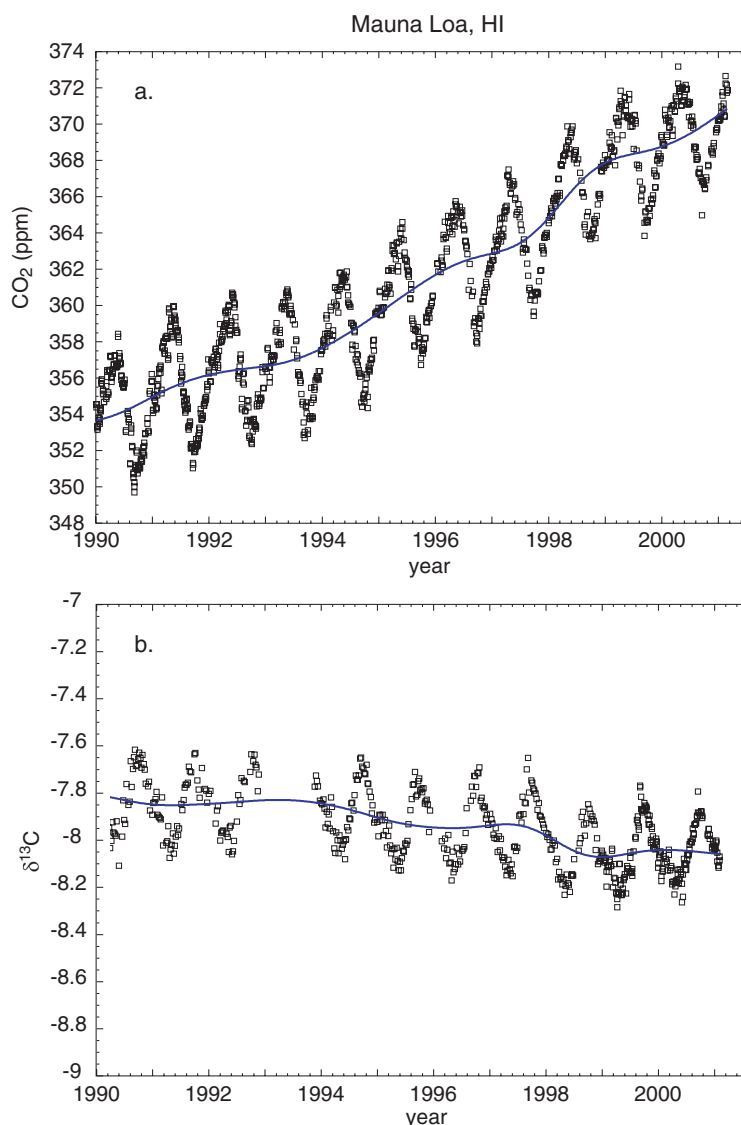 Mauna Loa, HI
a.
CO₂ (ppm)
374
372
370
368
366
364
362
360
358
356
354
352
350
348
1990 1992 1994 1996 1998 2000
year
b.
δ¹³C
-7
-7.2
-7.4
-7.6
-7.8
-8
-8.2
-8.4
-8.6
-8.8
-9
1990 1992 1994 1996 1998 2000
year